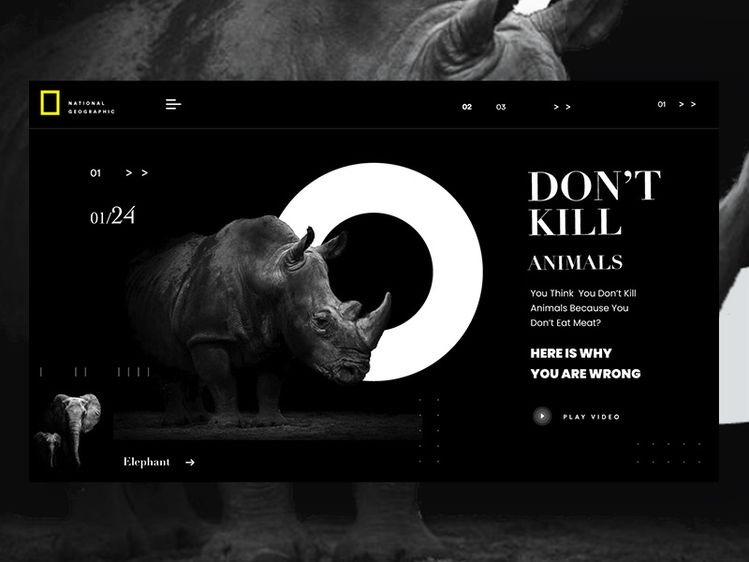 NATIONAL
GEOGRAPHIC
02 03 > >
01 > >
01 > >
01/24
DON'T
KILL
ANIMALS
You Think You Don't Kill
Animals Because You
Don't Eat Meat?
HERE IS WHY
YOU ARE WRONG
PLAY VIDEO
Elephant →